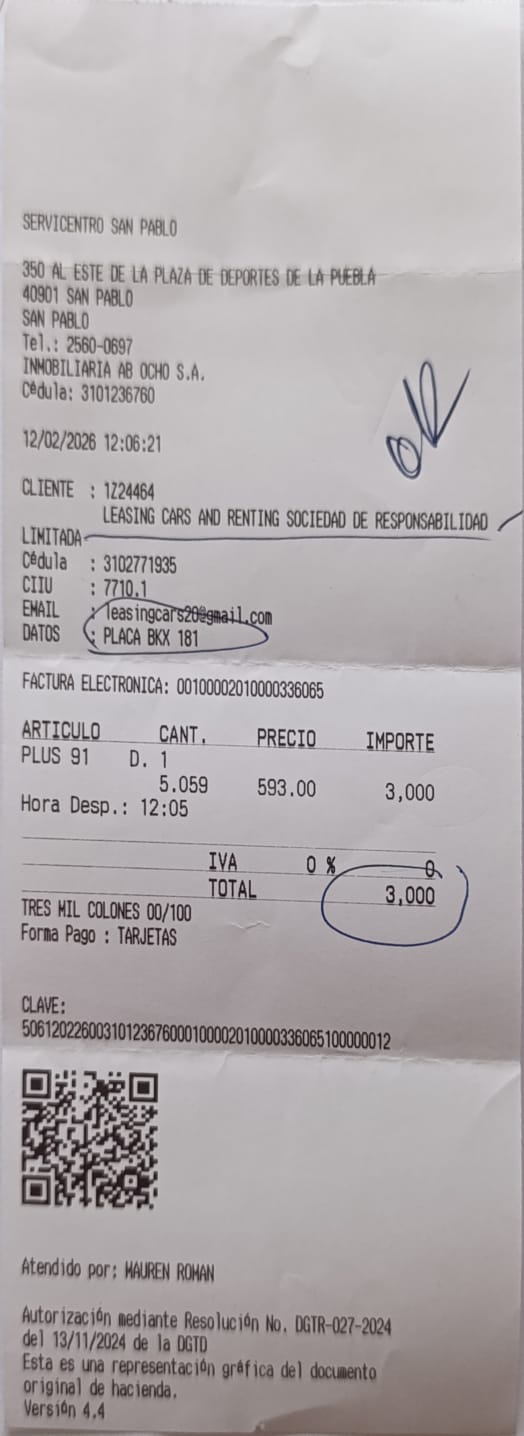 SERVICENTRO SAN PABLO
350 AL ESTE DE LA PLAZA DE DEPORTES DE LA PUEBLA
40901 SAN PABLO
SAN PABLO
Tel.: 2560-0697
INMOBILIARIA AB OCHO S.A.
Cédula: 3101236760
12/02/2026 12:06:21
ok
CLIENTE : 1Z24464
LEASING CARS AND RENTING SOCIEDAD DE RESPONSABILIDAD
LIMITADA
Cédula : 3102771935
CIIU : 7710.1
EMAIL : leasingcars20@gmail.com
DATOS : PLACA BKX 181
FACTURA ELECTRONICA: 00100002010000336065
ARTICULO CANT. PRECIO IMPORTE
PLUS 91 D. 1
5.059 593.00 3,000
Hora Desp.: 12:05
IVA 0 % 0
TOTAL 3,000
TRES MIL COLONES 00/100
Forma Pago : TARJETAS
CLAVE:
50612022600310123676000100002010000336065100000012
Atendido por: MAUREN ROMAN
Autorización mediante Resolución No. DGTR-027-2024
del 13/11/2024 de la DGTD
Esta es una representación gráfica del documento
original de hacienda.
Versión 4.4